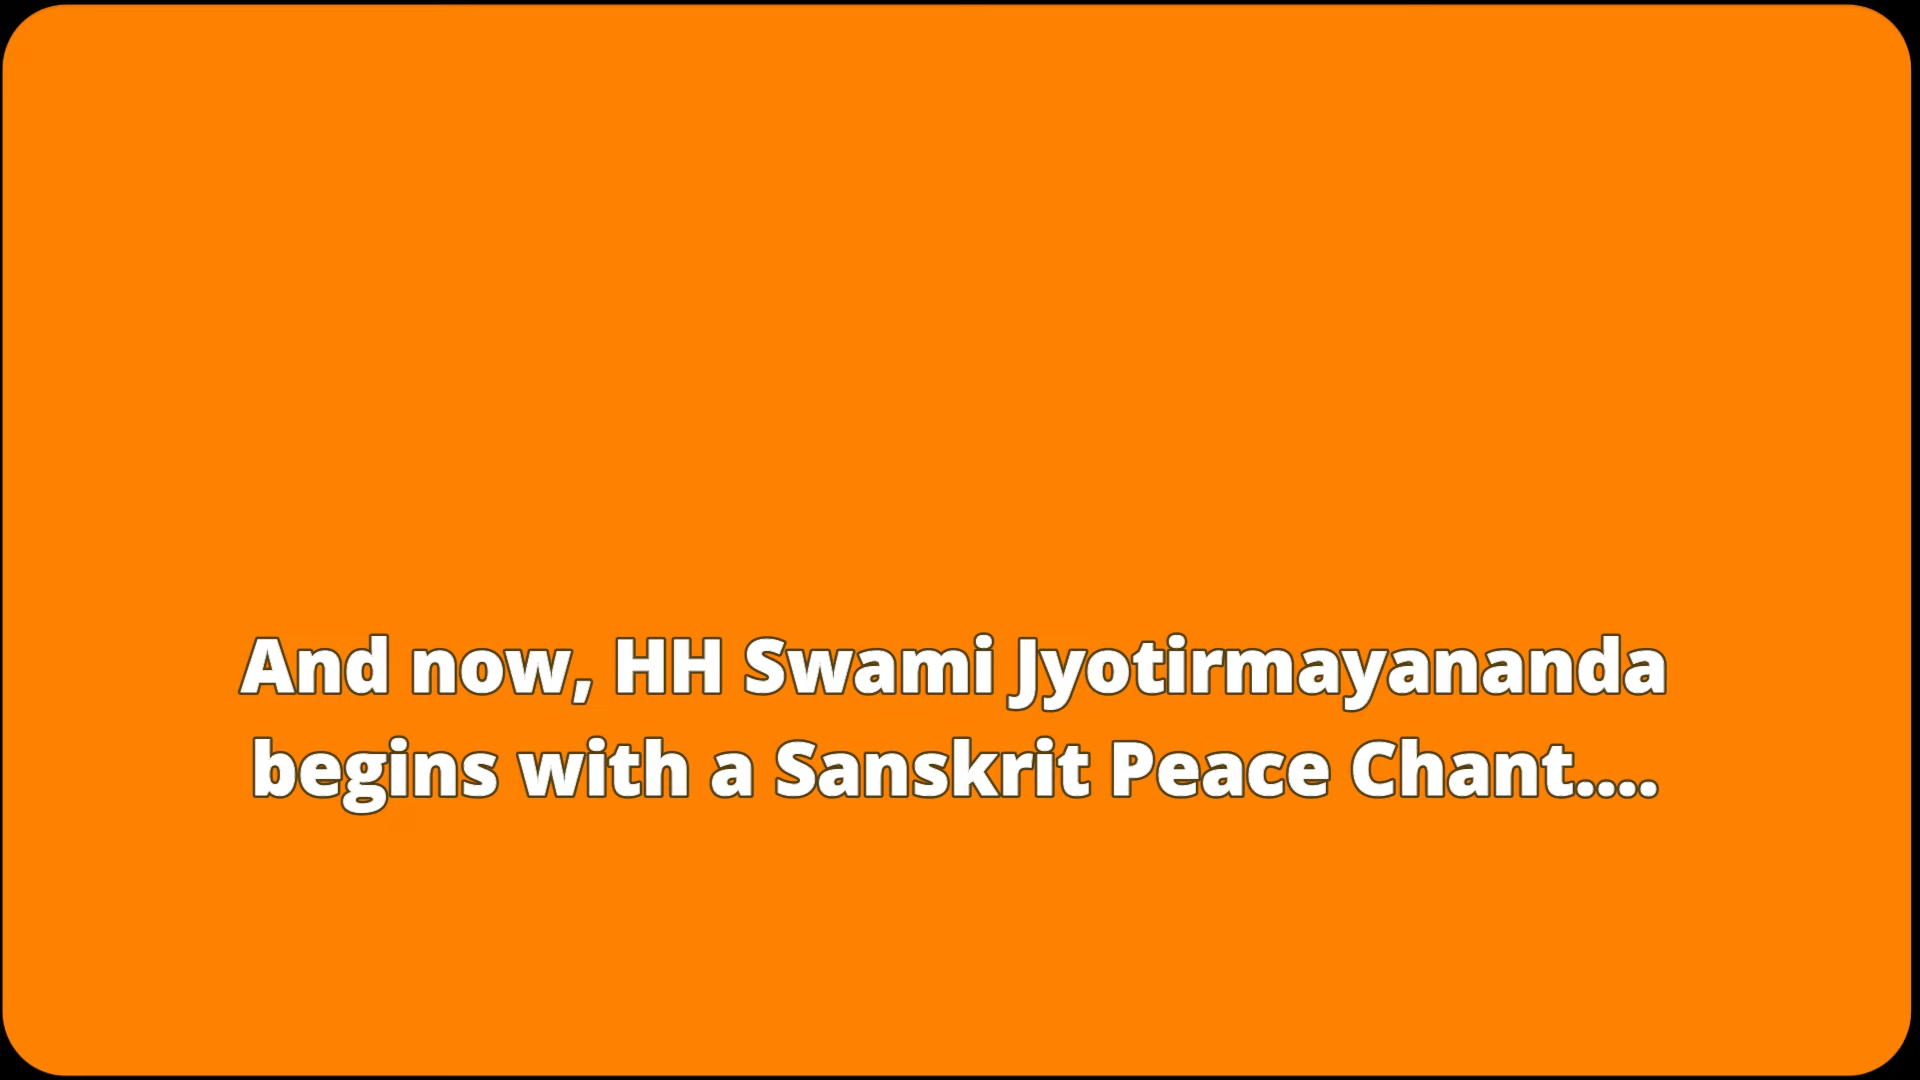 And now, HH Swami Jyotirmayananda
begins with a Sanskrit Peace Chant....